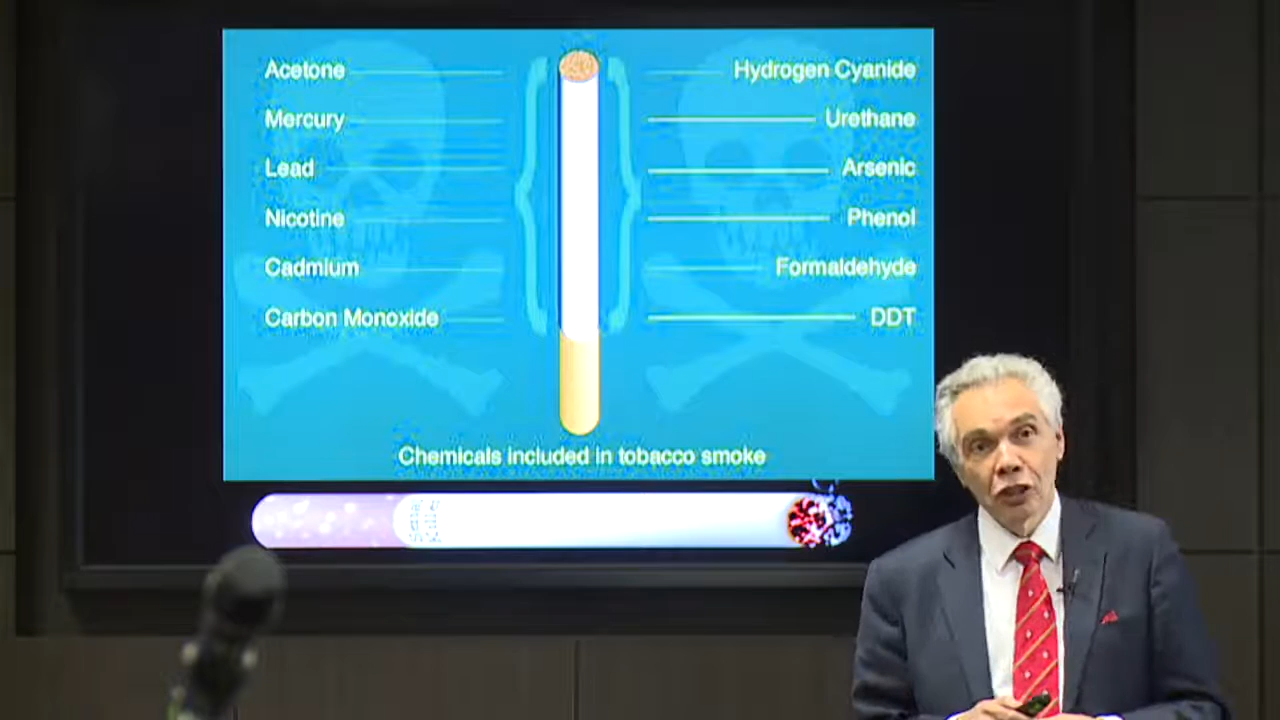 Acetone
Mercury
Lead
Nicotine
Cadmium
Carbon Monoxide
Hydrogen Cyanide
Urethane
Arsenic
Phenol
Formaldehyde
DDT
Chemicals included in tobacco smoke